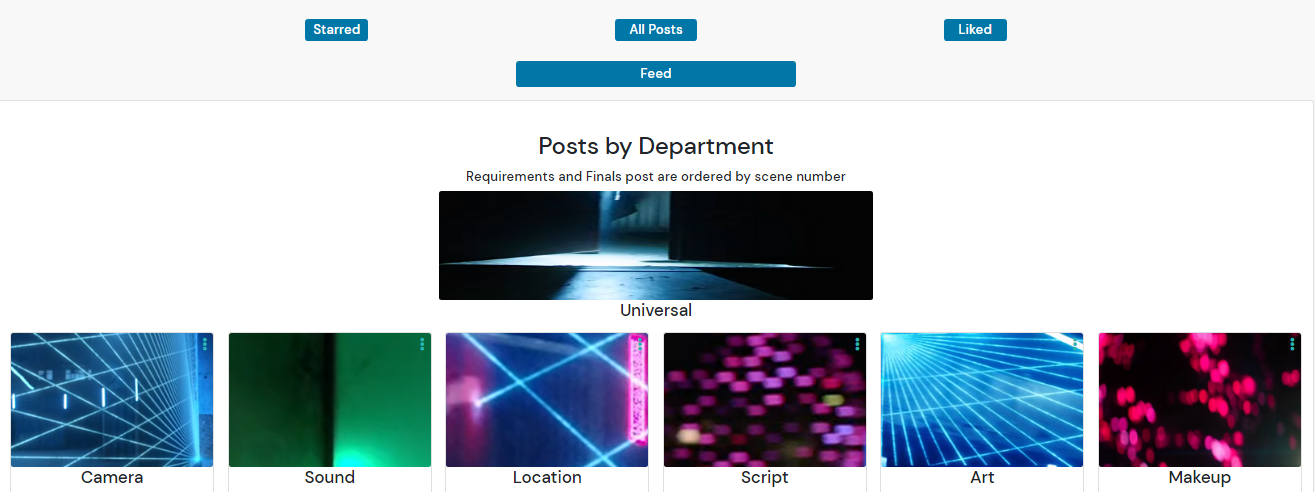 Starred All Posts Liked
Feed
Posts by Department
Requirements and Finals post are ordered by scene number
Universal
Camera Sound Location Script Art Makeup